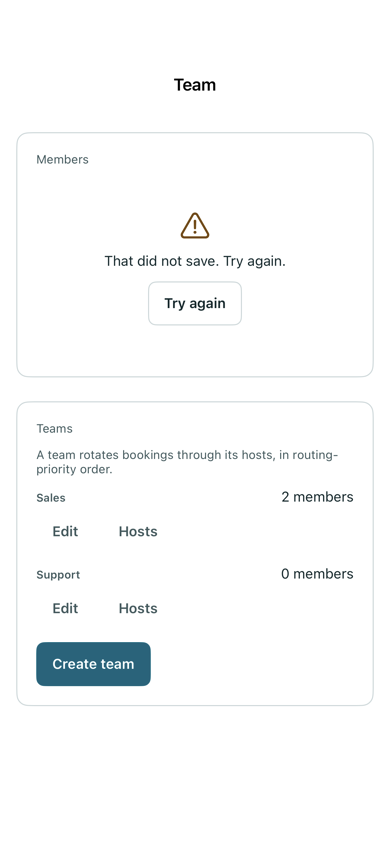 Team
Members
That did not save. Try again.
Try again
Teams
A team rotates bookings through its hosts, in routing-
priority order.
Sales 2 members
Edit Hosts
Support 0 members
Edit Hosts
Create team